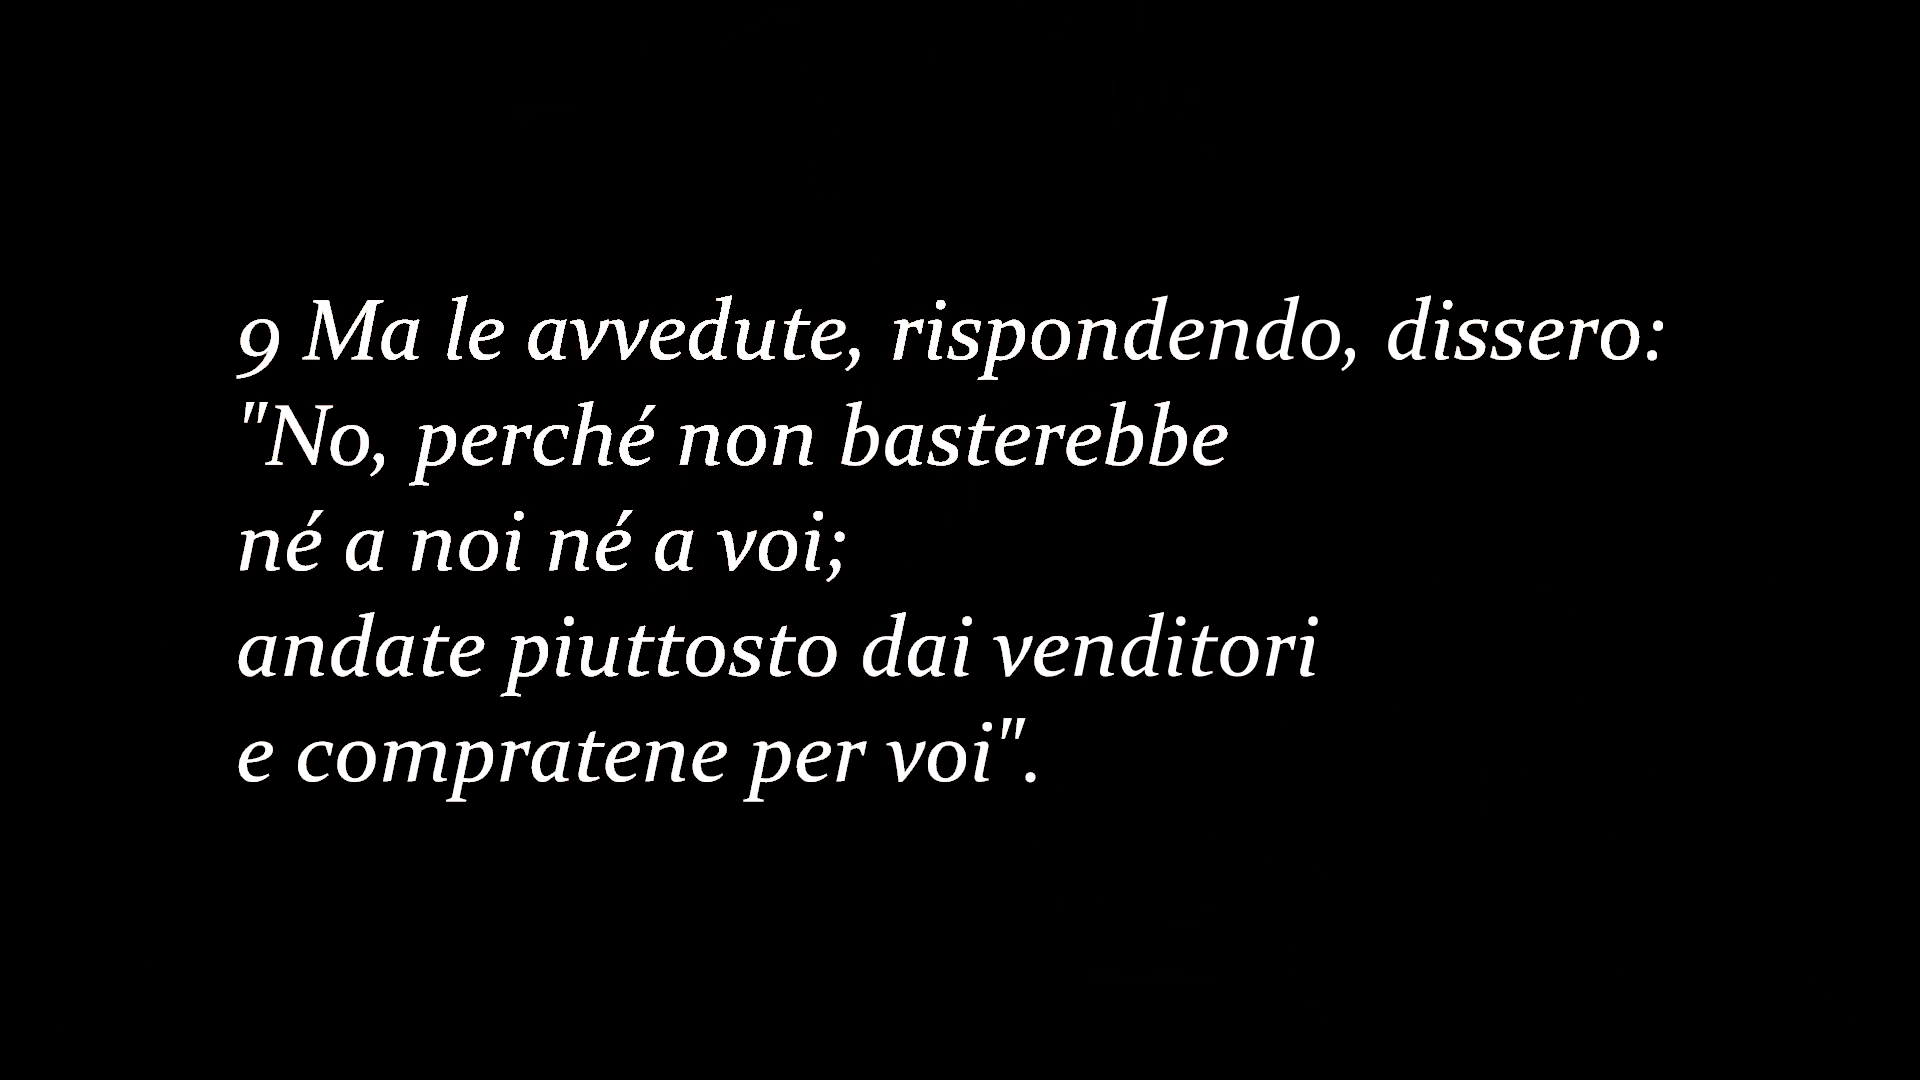 9 Ma le avvedute, rispondendo, dissero:
"No, perché non basterebbe
né a noi né a voi;
andate piuttosto dai venditori
e compratene per voi".